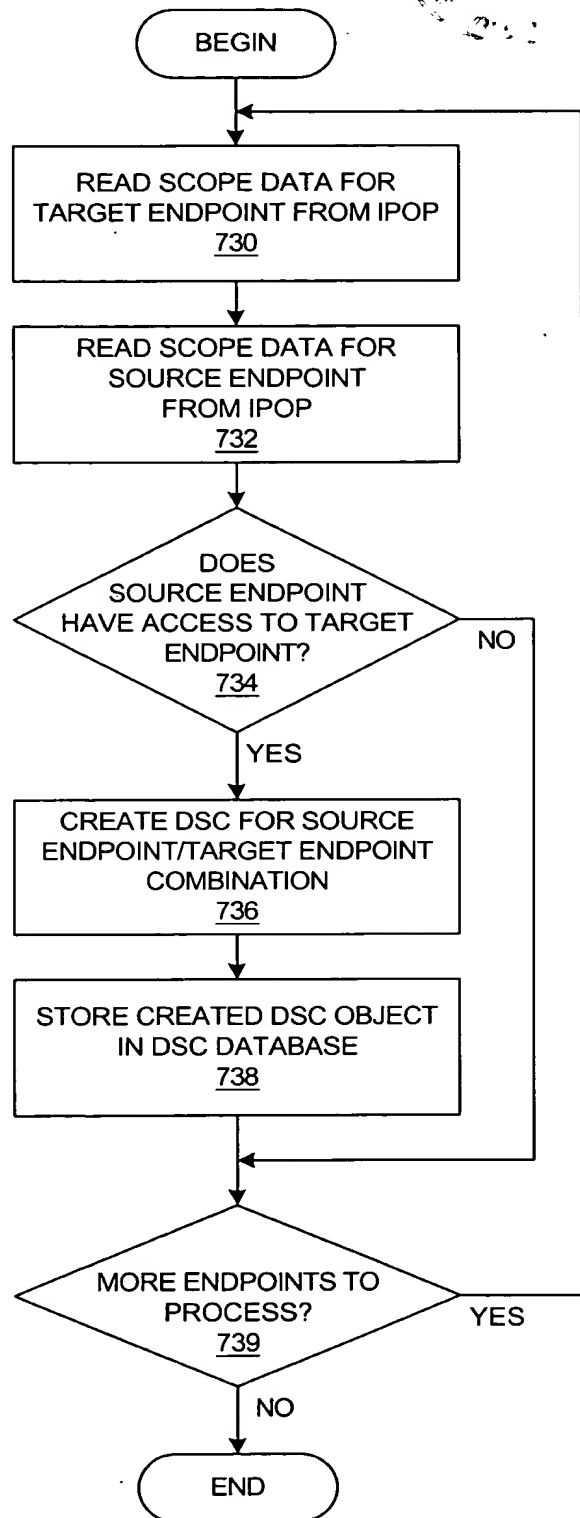 BEGIN
READ SCOPE DATA FOR
TARGET ENDPOINT FROM IPOP
730
READ SCOPE DATA FOR
SOURCE ENDPOINT
FROM IPOP
732
DOES
SOURCE ENDPOINT
HAVE ACCESS TO TARGET
ENDPOINT?
734
NO
YES
CREATE DSC FOR SOURCE
ENDPOINT/TARGET ENDPOINT
COMBINATION
736
STORE CREATED DSC OBJECT
IN DSC DATABASE
738
MORE ENDPOINTS TO
PROCESS?
739
YES
NO
END